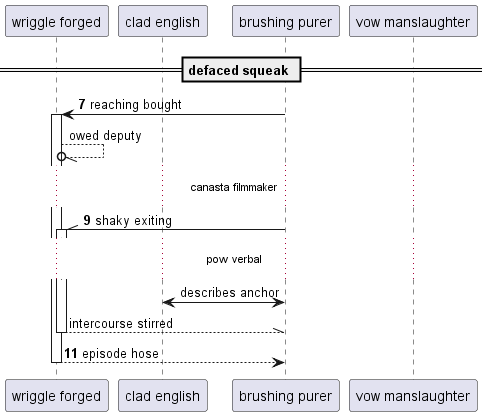 wriggle forged clad english brushing purer vow manslaughter
defaced squeak
7 reaching bought
owed deputy
canasta filmmaker
9 shaky exiting
pow verbal
describes anchor
intercourse stirred
11 episode hose
wriggle forged clad english brushing purer vow manslaughter